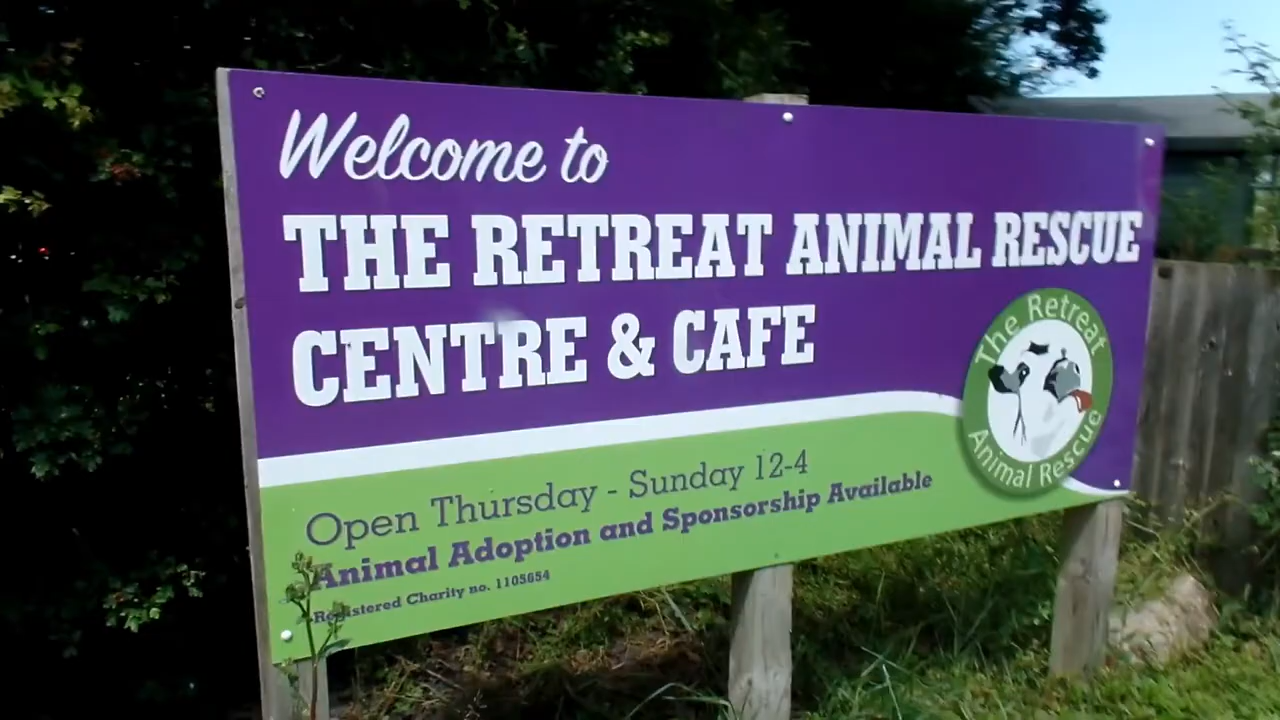 Welcome to
THE RETREAT ANIMAL RESCUE
CENTRE & CAFE
The Retreat
Animal Rescue
Open Thursday - Sunday 12-4
Animal Adoption and Sponsorship Available
Registered Charity no. 1105654